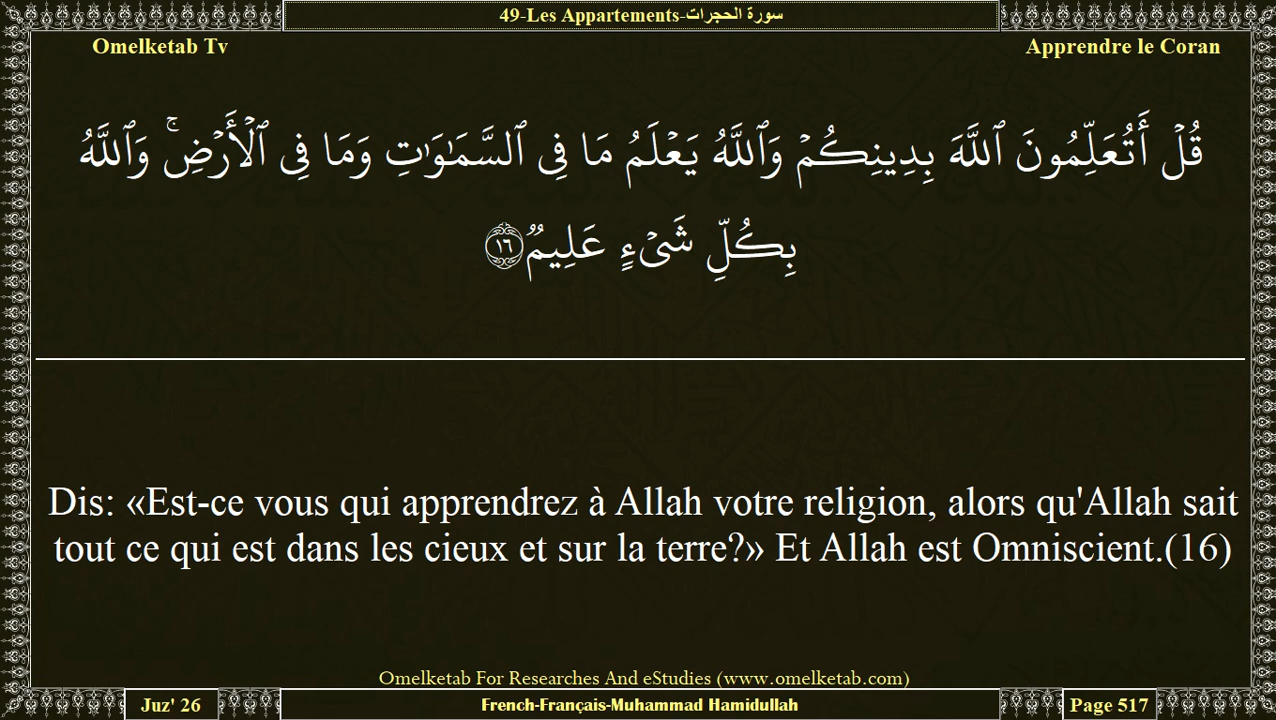 49-Les Appartements-سورة الحجرات
Omelketab Tv
Apprendre le Coran
قُلۡ أَتُعَلِّمُونَ ٱللَّهَ بِدِينِكُمۡ وَٱللَّهُ يَعۡلَمُ مَا فِي ٱلسَّمَٰوَٰتِ وَمَا فِي ٱلۡأَرۡضِۚ وَٱللَّهُ
بِكُلِّ شَيۡءٍ عَلِيمٞ ١٦
Dis: «Est-ce vous qui apprendrez à Allah votre religion, alors qu'Allah sait
tout ce qui est dans les cieux et sur la terre?» Et Allah est Omniscient.(16)
Omelketab For Researches And eStudies (www.omelketab.com)
Juz' 26
French-Français-Muhammad Hamidullah
Page 517